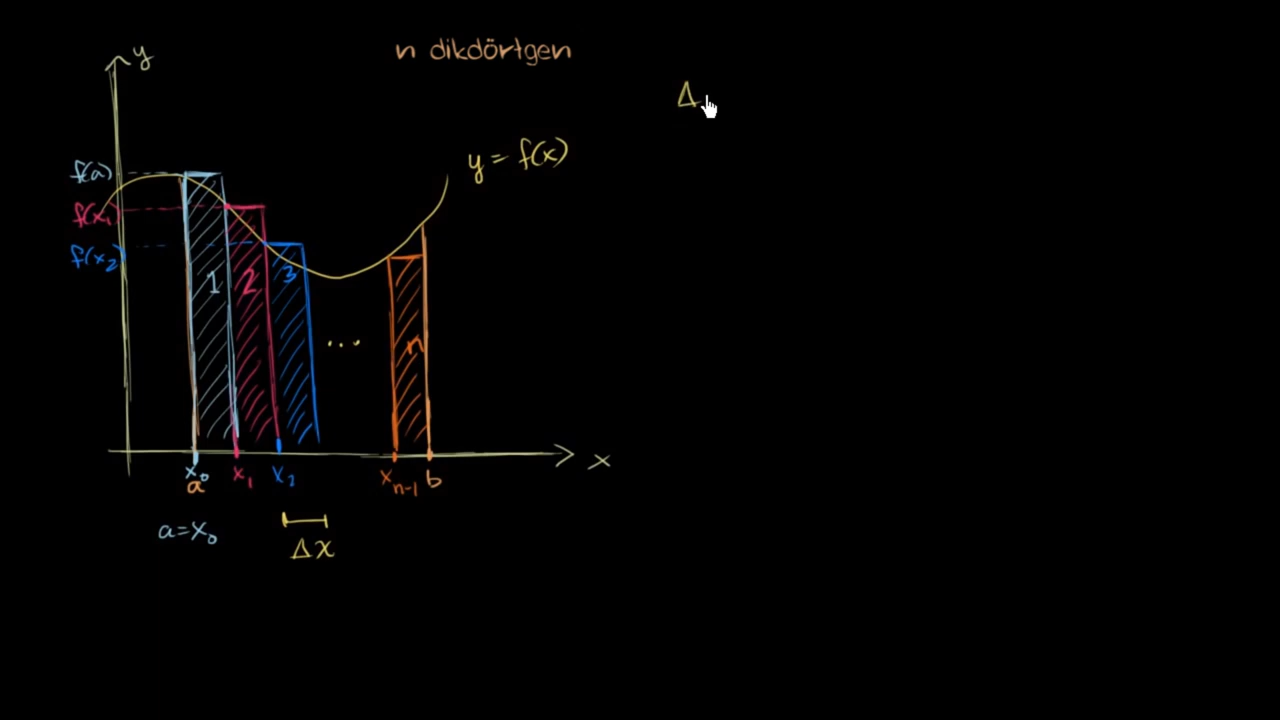 n dikdörtgen
y
Δ
y = f(x)
f(a)
f(x₁)
f(x₂)
1 2 3
... n
x
x₀ x₁ x₂ xₙ₋₁ b
a
a=x₀
Δx